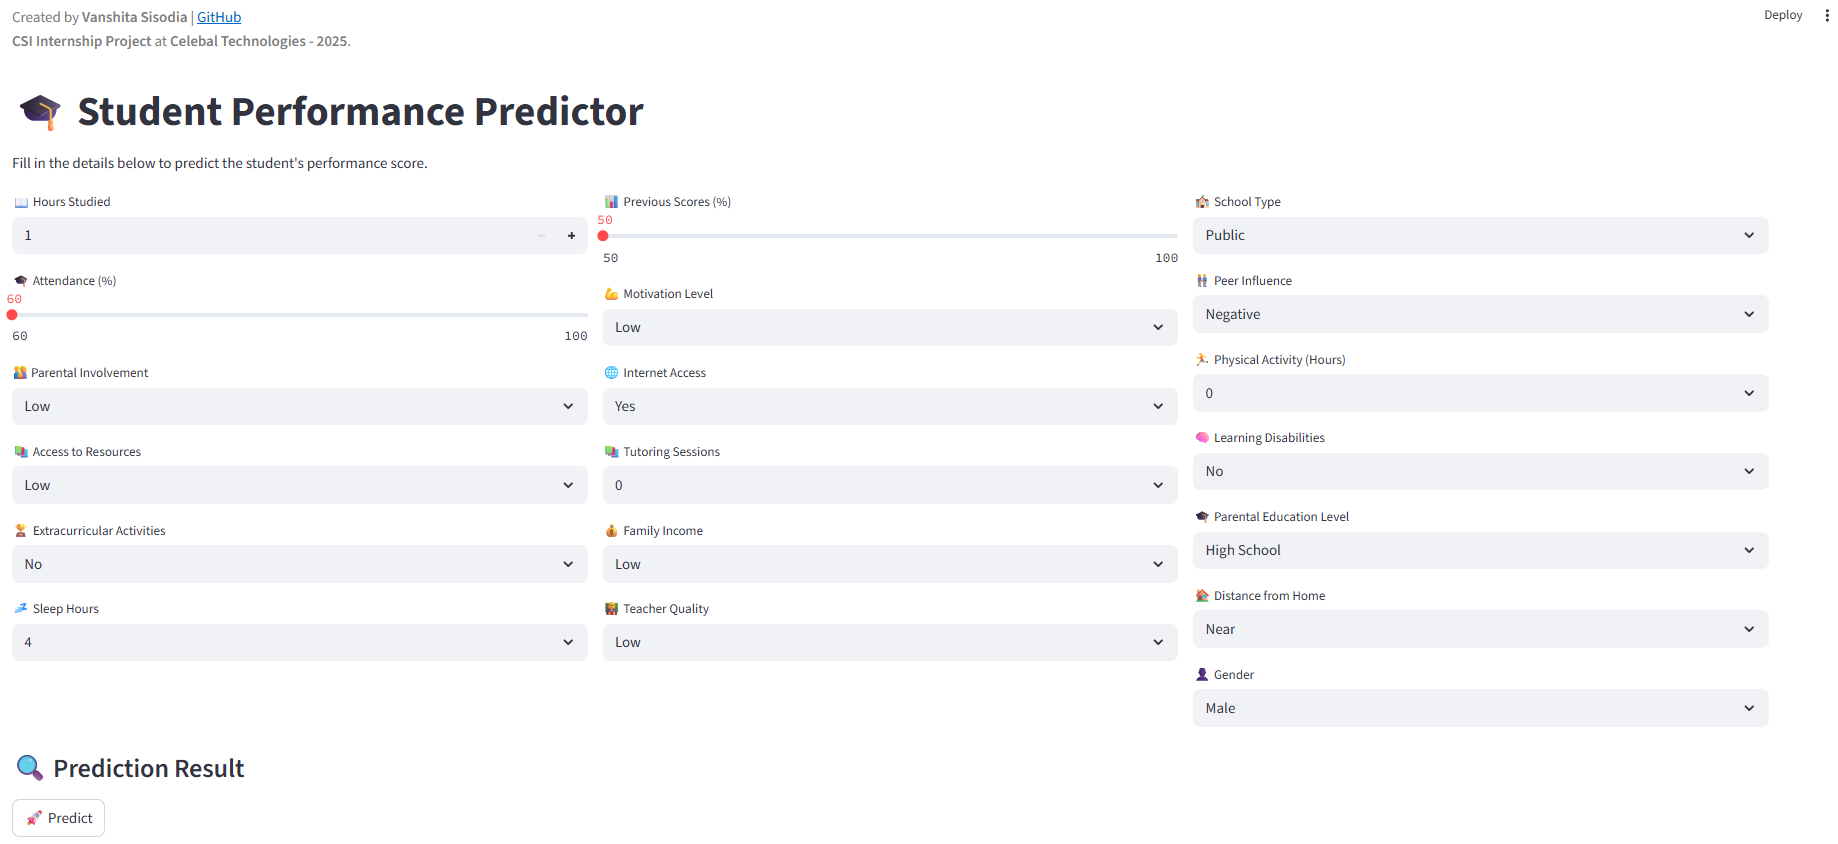 Created by Vanshita Sisodia | GitHub
Deploy
CSI Internship Project at Celebal Technologies - 2025.
Student Performance Predictor
Fill in the details below to predict the student's performance score.
Hours Studied
1
Attendance (%)
60
60 100
Parental Involvement
Low
Access to Resources
Low
Extracurricular Activities
No
Sleep Hours
4
Previous Scores (%)
50
50 100
Motivation Level
Low
Internet Access
Yes
Tutoring Sessions
0
Family Income
Low
Teacher Quality
Low
School Type
Public
Peer Influence
Negative
Physical Activity (Hours)
0
Learning Disabilities
No
Parental Education Level
High School
Distance from Home
Near
Gender
Male
Prediction Result
Predict